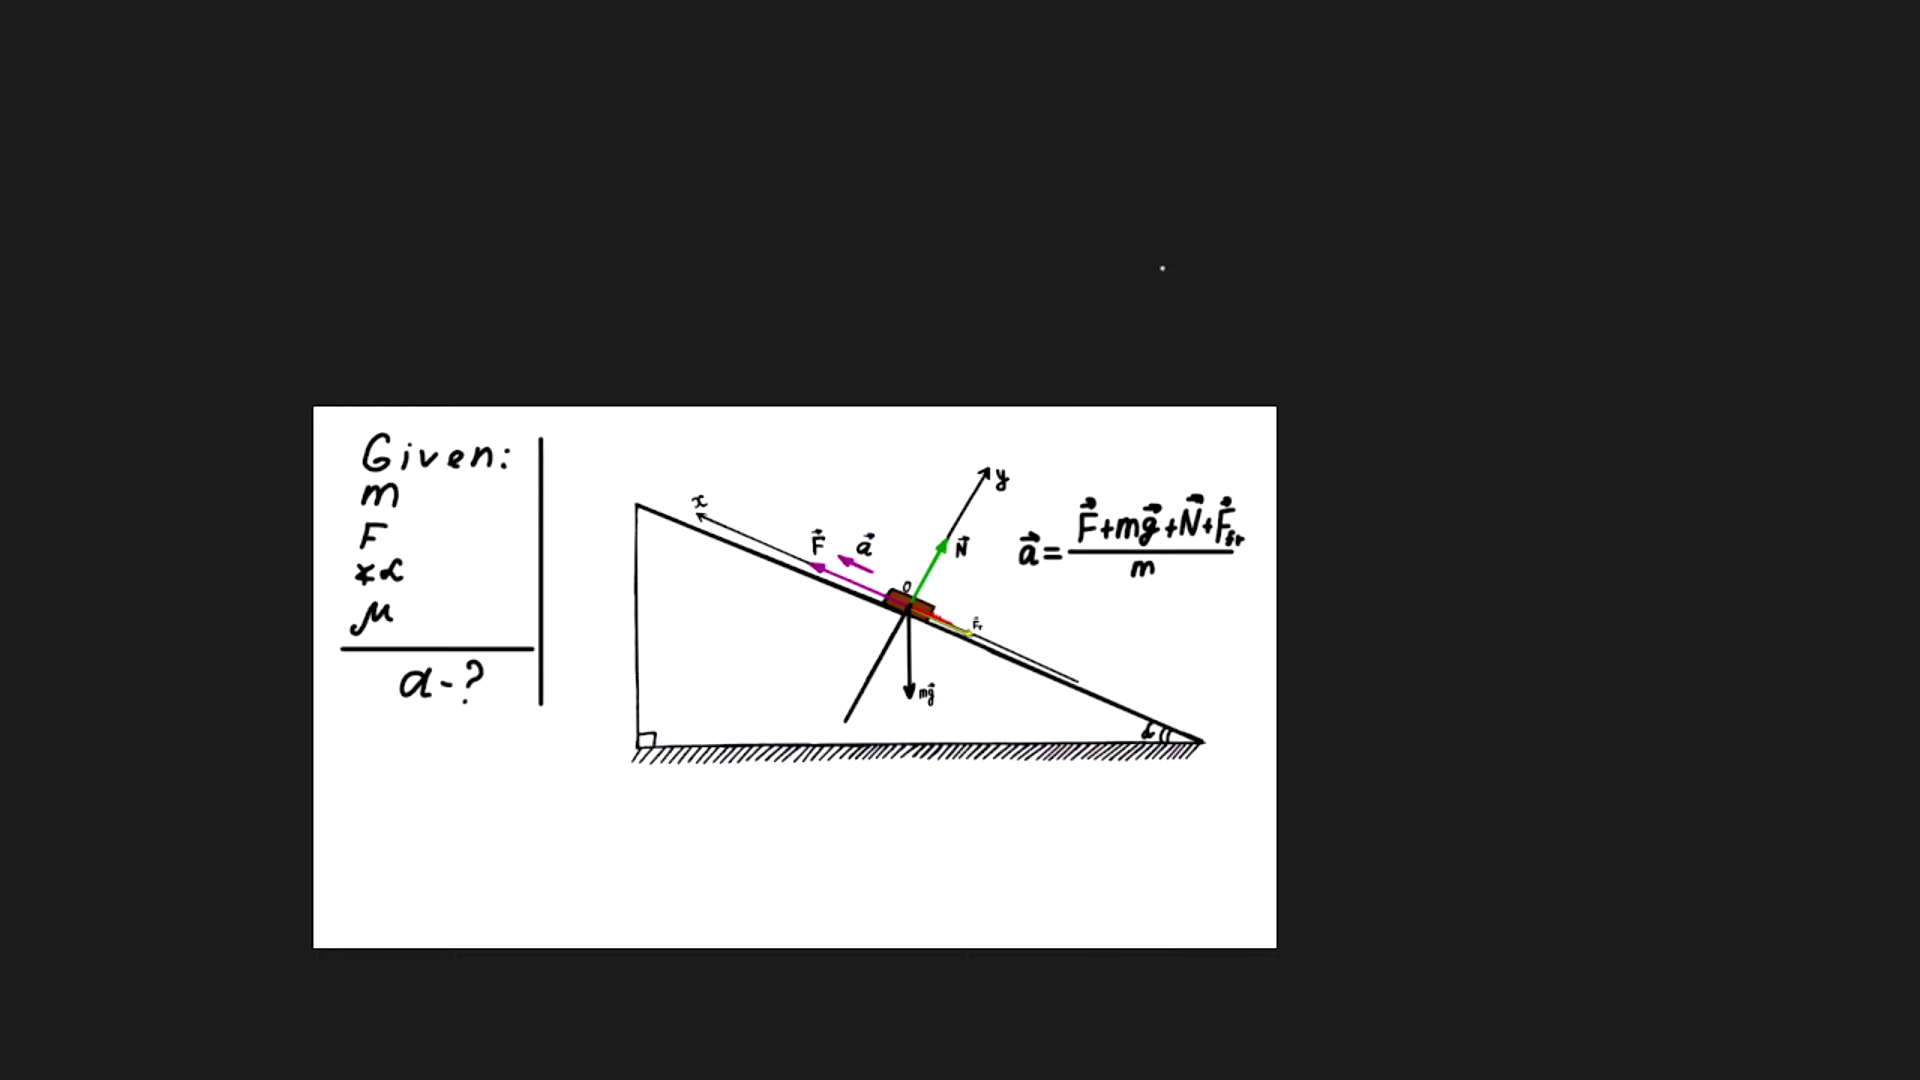 Given:
m
F
∡α
μ
a-?
x
F⃗
a⃗
y
N⃗
O
F⃗r
mg⃗
α
a⃗ = (F⃗+mg⃗+N⃗+F⃗fr)/m